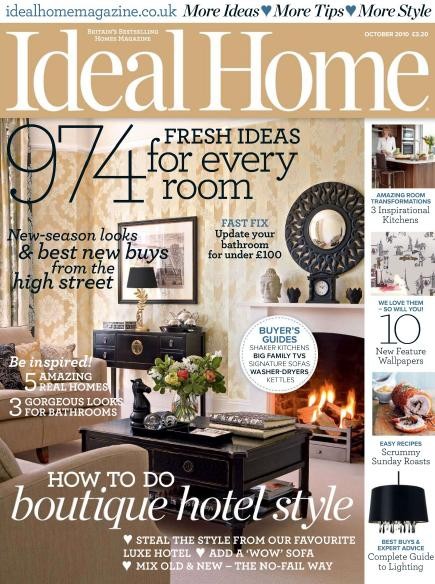 idealhomemagazine.co.uk More Ideas ♥ More Tips ♥ More Style
BRITAIN'S BESTSELLING
HOMES MAGAZINE
OCTOBER 2010 £3.20
Ideal Home
974 FRESH IDEAS
for every
room
New-season looks
& best new buys
from the
high street
FAST FIX
Update your
bathroom
for under £100
BUYER'S
GUIDES
SHAKER KITCHENS
BIG FAMILY TVS
SIGNATURE SOFAS
WASHER-DRYERS
KETTLES
Be inspired!
5 AMAZING
REAL HOMES
3 GORGEOUS LOOKS
FOR BATHROOMS
HOW TO DO
boutique hotel style
♥ STEAL THE STYLE FROM OUR FAVOURITE
LUXE HOTEL ♥ ADD A 'WOW' SOFA
♥ MIX OLD & NEW – THE NO-FAIL WAY
AMAZING ROOM
TRANSFORMATIONS
3 Inspirational
Kitchens
WE LOVE THEM
– SO WILL YOU!
10
New Feature
Wallpapers
EASY RECIPES
Scrummy
Sunday Roasts
BEST BUYS &
EXPERT ADVICE
Complete Guide
to Lighting